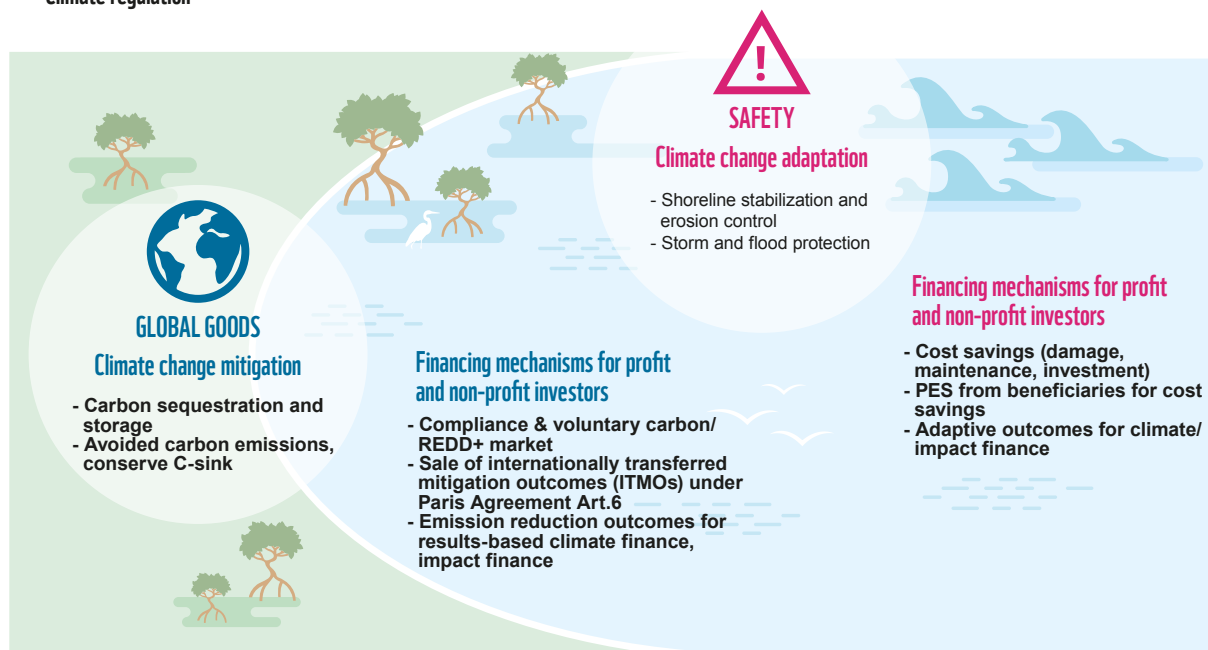 Climate regulation
!
SAFETY
Climate change adaptation
- Shoreline stabilization and
erosion control
- Storm and flood protection
GLOBAL GOODS
Climate change mitigation
- Carbon sequestration and
storage
- Avoided carbon emissions,
conserve C-sink
Financing mechanisms for profit
and non-profit investors
- Compliance & voluntary carbon/
REDD+ market
- Sale of internationally transferred
mitigation outcomes (ITMOs) under
Paris Agreement Art.6
- Emission reduction outcomes for
results-based climate finance,
impact finance
Financing mechanisms for profit
and non-profit investors
- Cost savings (damage,
maintenance, investment)
- PES from beneficiaries for cost
savings
- Adaptive outcomes for climate/
impact finance